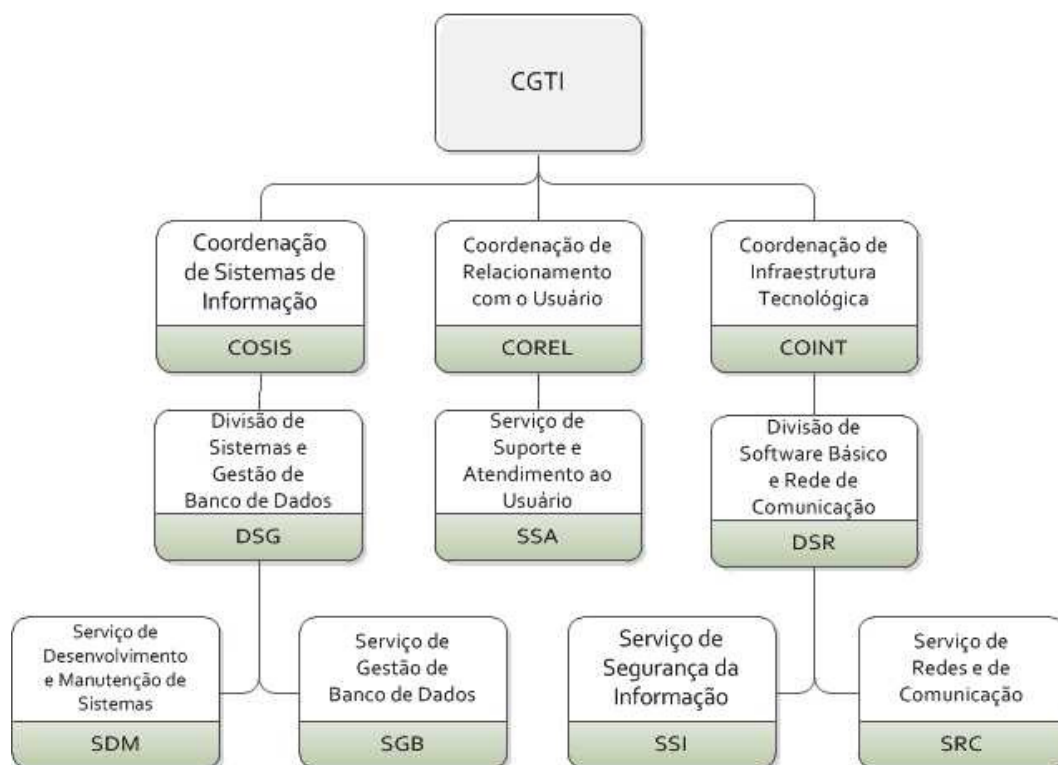 CGTI
Coordenação
de Sistemas de
Informação
COSIS
Coordenação de
Relacionamento
com o Usuário
COREL
Coordenação de
Infraestrutura
Tecnológica
COINT
Divisão de
Sistemas e
Gestão de
Banco de Dados
DSG
Serviço de
Suporte e
Atendimento ao
Usuário
SSA
Divisão de
Software Básico
e Rede de
Comunicação
DSR
Serviço de
Desenvolvimento
e Manutenção de
Sistemas
SDM
Serviço de
Gestão de
Banco de Dados
SGB
Serviço de
Segurança da
Informação
SSI
Serviço de
Redes e de
Comunicação
SRC